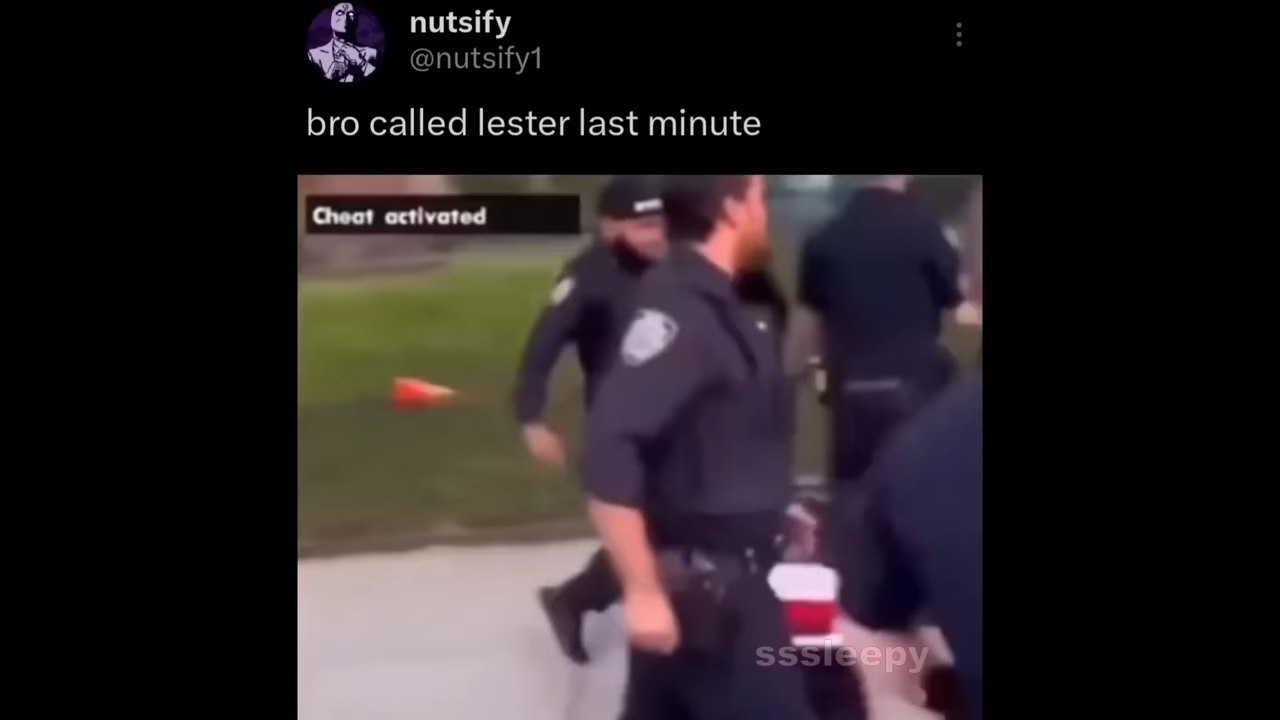 nutsify
@nutsify1
bro called lester last minute
Cheat activated
sssleepy